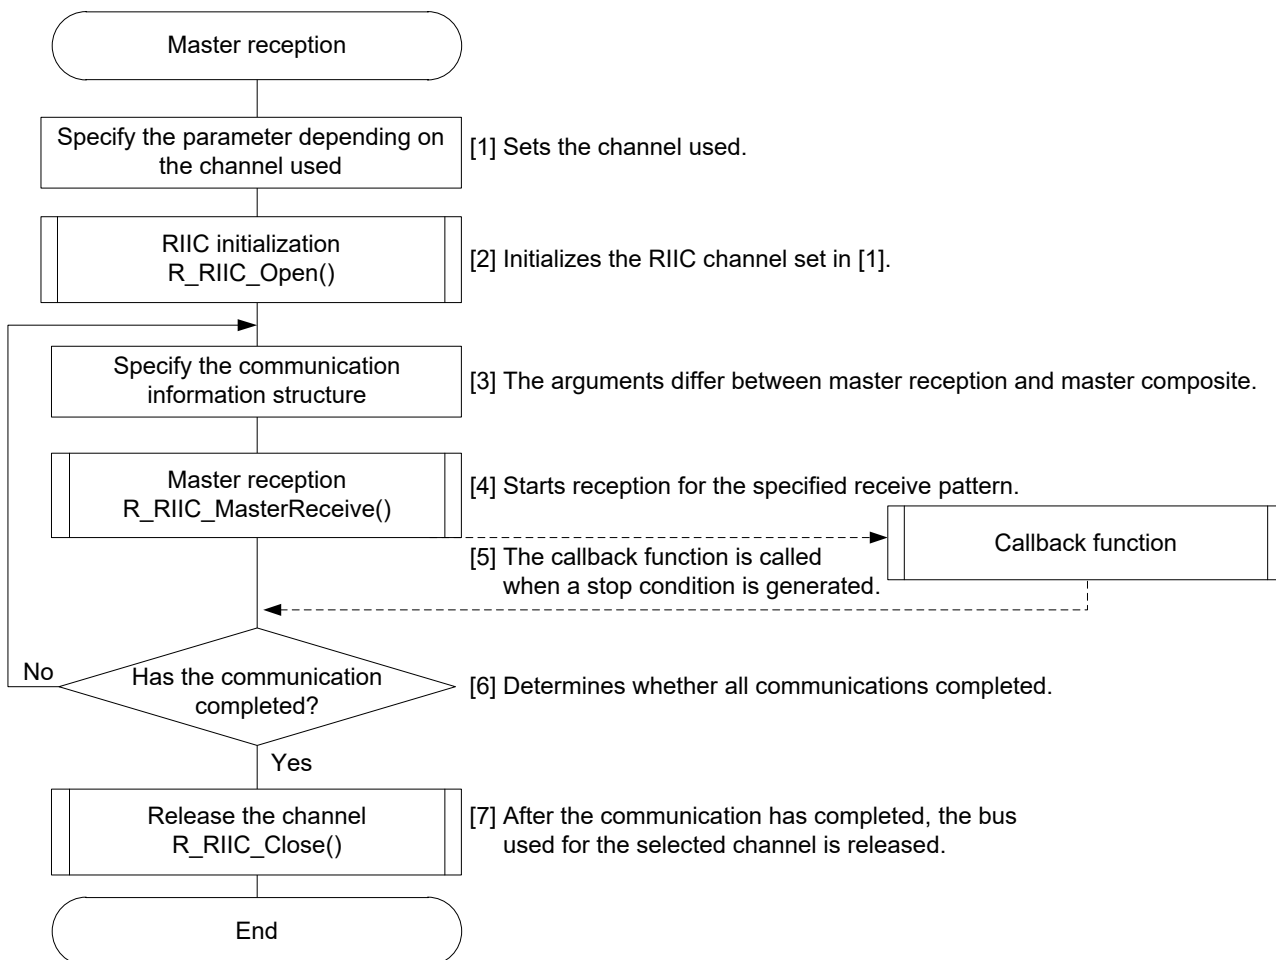 Master reception
Specify the parameter depending on
the channel used
[1] Sets the channel used.
RIIC initialization
R_RIIC_Open()
[2] Initializes the RIIC channel set in [1].
Specify the communication
information structure
[3] The arguments differ between master reception and master composite.
Master reception
R_RIIC_MasterReceive()
[4] Starts reception for the specified receive pattern.
Callback function
[5] The callback function is called
when a stop condition is generated.
No
Has the communication
completed?
[6] Determines whether all communications completed.
Yes
Release the channel
R_RIIC_Close()
[7] After the communication has completed, the bus
used for the selected channel is released.
End